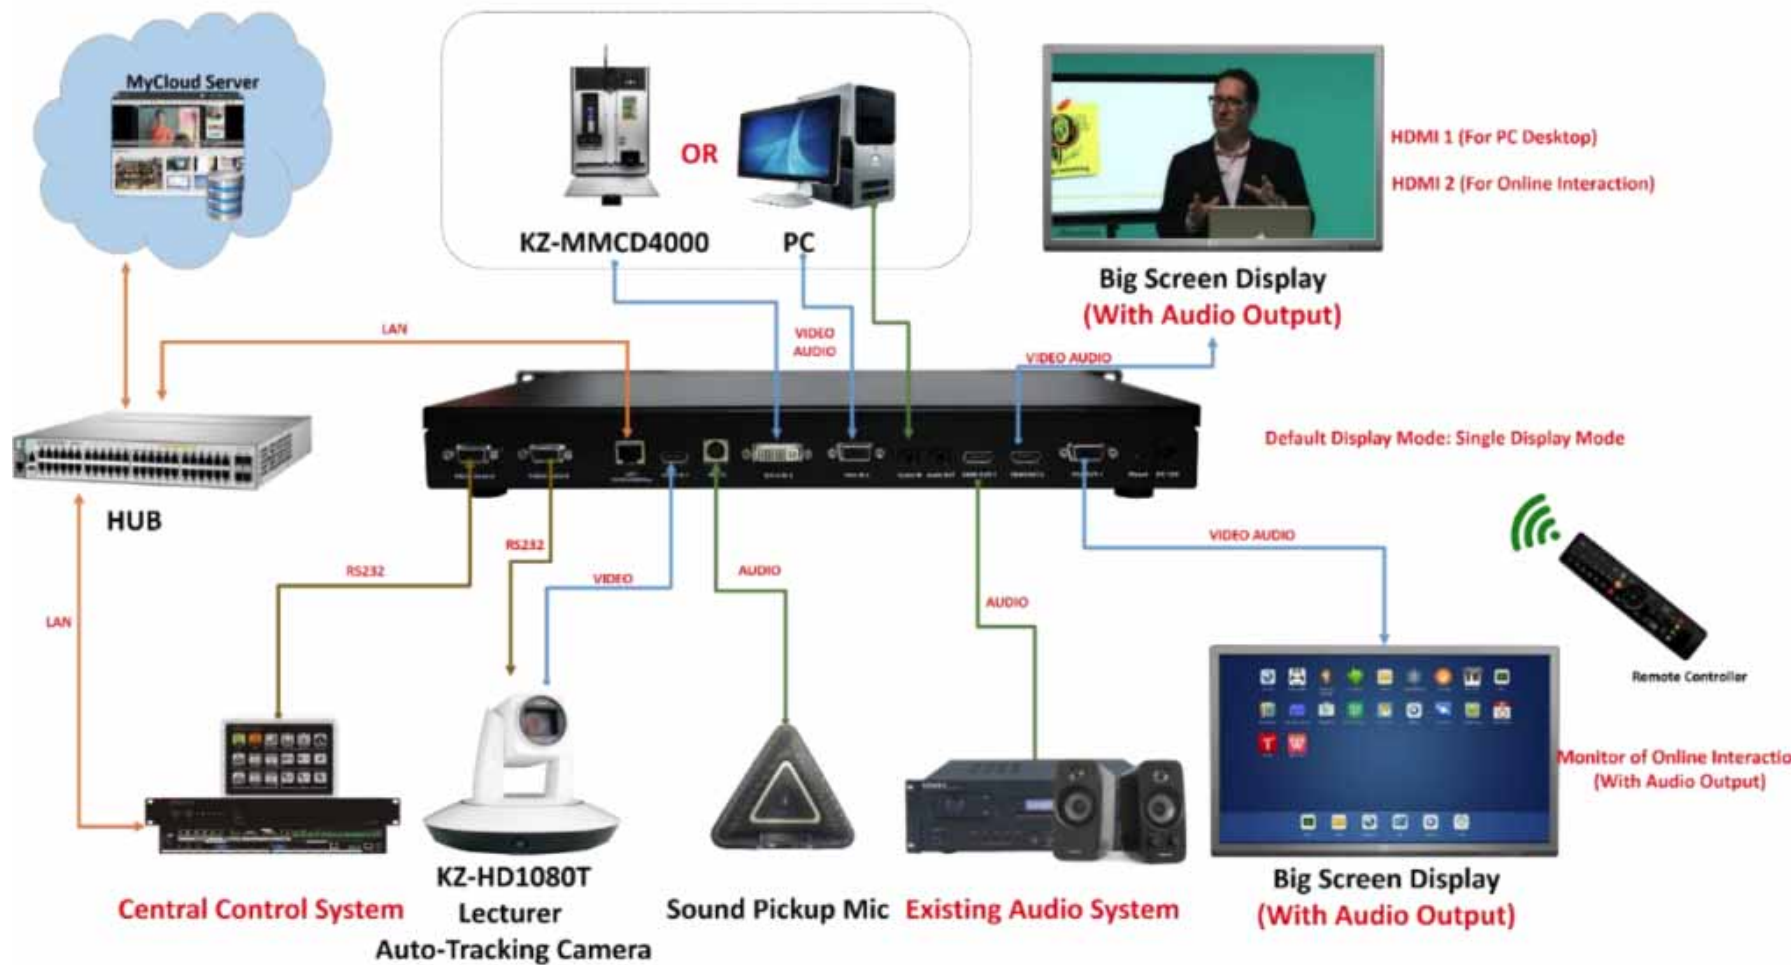 MyCloud Server
OR
KZ-MMCD4000
PC
HDMI 1 (For PC Desktop)
HDMI 2 (For Online Interaction)
Big Screen Display
(With Audio Output)
LAN
VIDEO
AUDIO
VIDEO AUDIO
Default Display Mode: Single Display Mode
HUB
RS232
RS232
VIDEO
AUDIO
AUDIO
VIDEO AUDIO
LAN
Remote Controller
Monitor of Online Interactio
(With Audio Output)
Central Control System
KZ-HD1080T
Lecturer
Auto-Tracking Camera
Sound Pickup Mic
Existing Audio System
Big Screen Display
(With Audio Output)